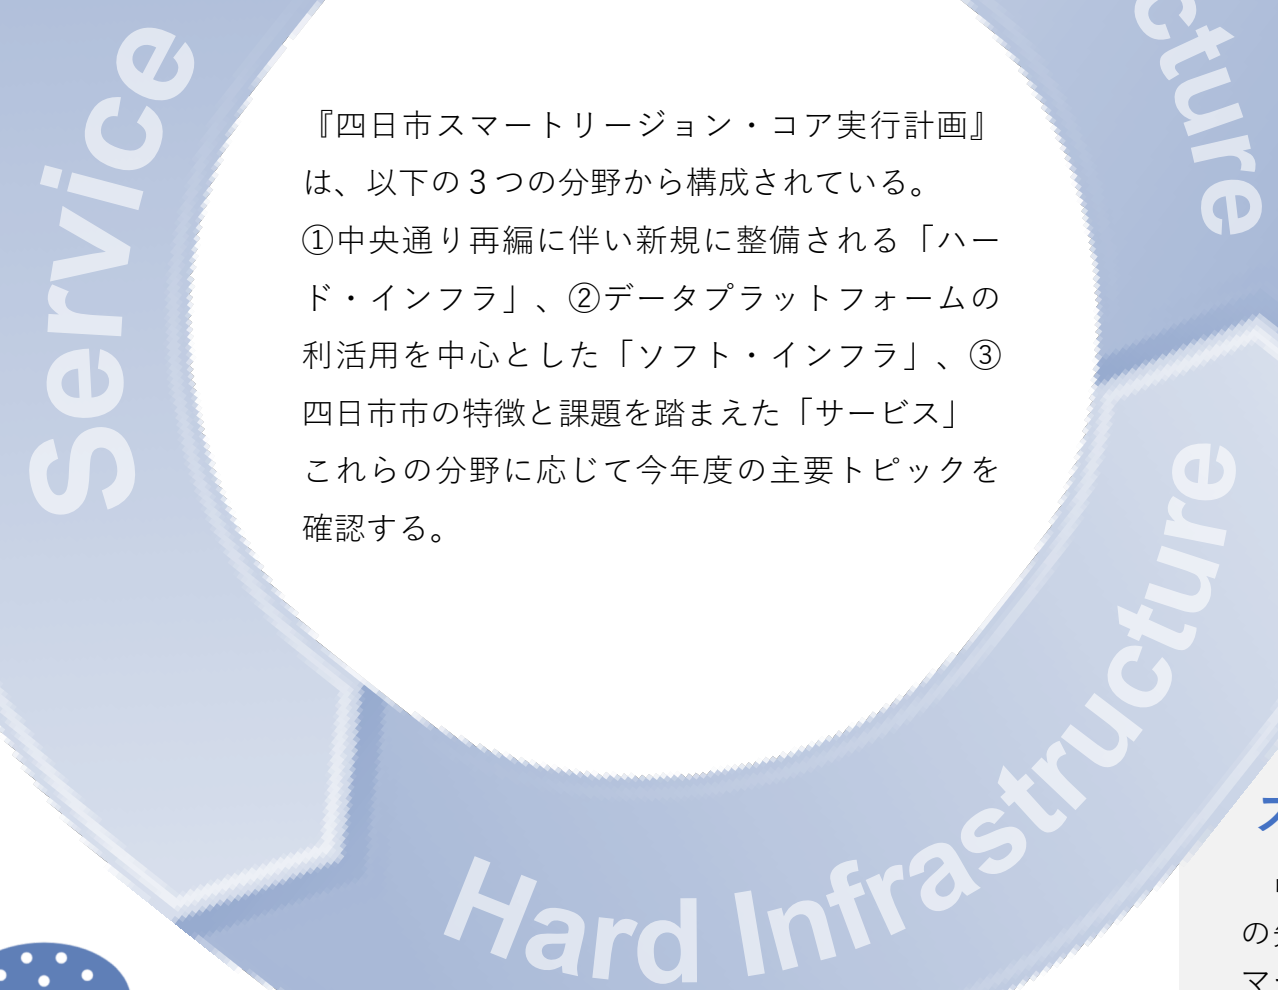 Service
cture
『四日市スマートリージョン・コア実行計画』
は、以下の３つの分野から構成されている。
①中央通り再編に伴い新規に整備される「ハー
ド・インフラ」、②データプラットフォームの
利活用を中心とした「ソフト・インフラ」、③
四日市市の特徴と課題を踏まえた「サービス」
これらの分野に応じて今年度の主要トピックを
確認する。
Hard Infrastructure
の
マ